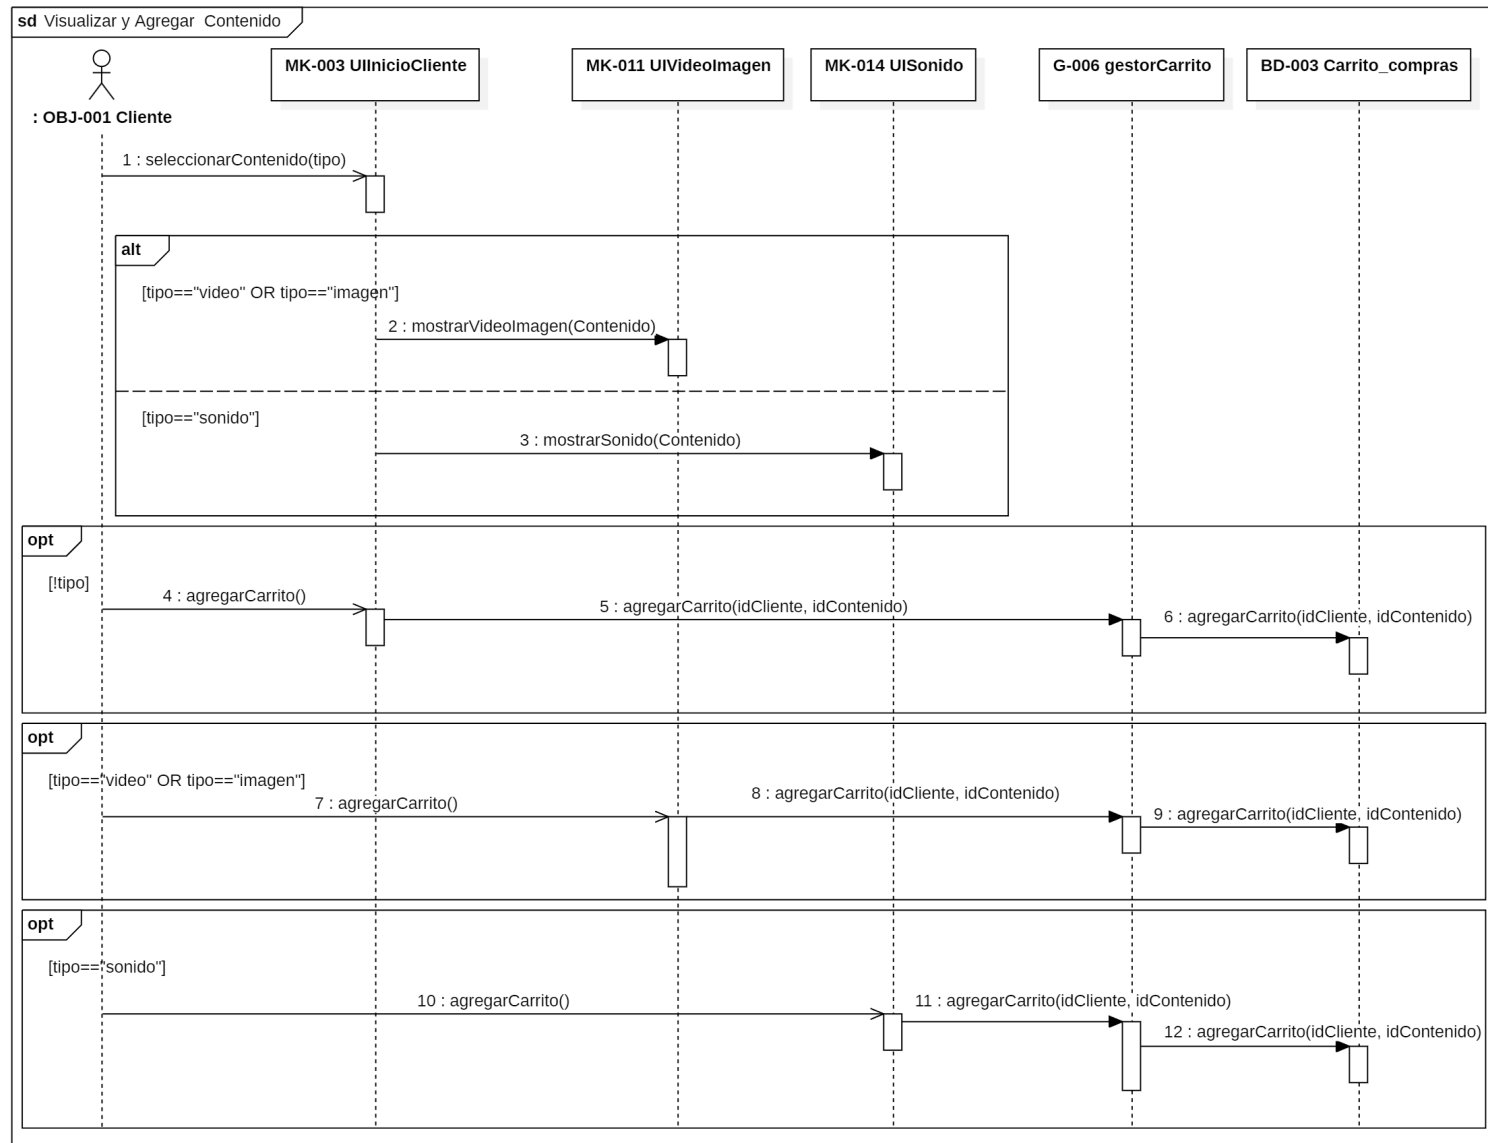 sd Visualizar y Agregar  Contenido
: OBJ-001 Cliente
MK-003 UIInicioCliente
MK-011 UIVideoImagen
MK-014 UISonido
G-006 gestorCarrito
BD-003 Carrito_compras
1 : seleccionarContenido(tipo)
alt
[tipo=="video" OR tipo=="imagen"]
2 : mostrarVideoImagen(Contenido)
[tipo=="sonido"]
3 : mostrarSonido(Contenido)
opt
[!tipo]
4 : agregarCarrito()
5 : agregarCarrito(idCliente, idContenido)
6 : agregarCarrito(idCliente, idContenido)
opt
[tipo=="video" OR tipo=="imagen"]
7 : agregarCarrito()
8 : agregarCarrito(idCliente, idContenido)
9 : agregarCarrito(idCliente, idContenido)
opt
[tipo=="sonido"]
10 : agregarCarrito()
11 : agregarCarrito(idCliente, idContenido)
12 : agregarCarrito(idCliente, idContenido)